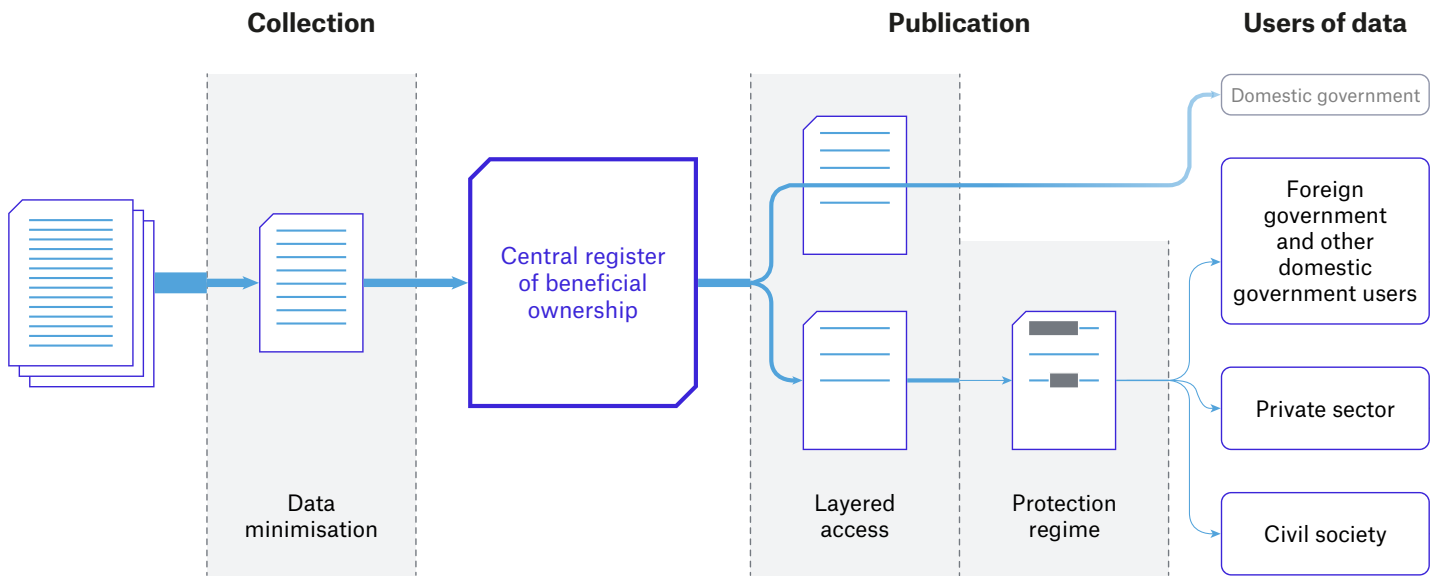 Collection
Publication
Users of data
Domestic government
Foreign
government
and other
domestic
government users
Central register
of beneficial
ownership
Private sector
Data
minimisation
Layered
access
Protection
regime
Civil society